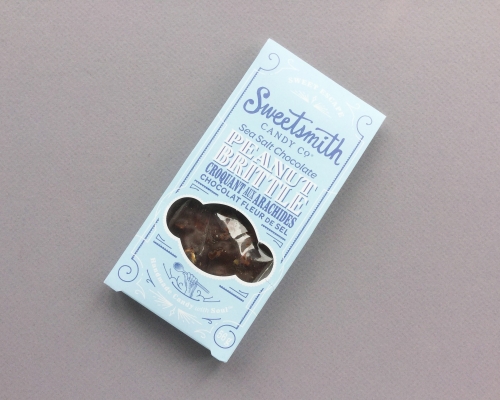 Sweetsmith
CANDY CO
Sea Salt Chocolate
PEANUT
BRITTLE
CROQUANT AUX ARACHIDES
CHOCOLAT FLEUR DE SEL